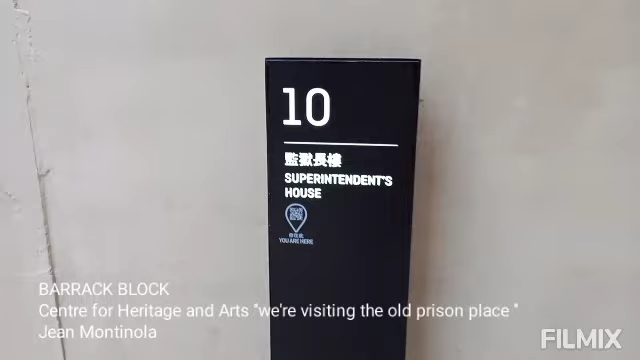 10
監獄長樓
SUPERINTENDENT'S
HOUSE
YOU ARE HERE
BARRACK BLOCK
Centre for Heritage and Arts "we're visiting the old prison place "
Jean Montinola
FILMIX